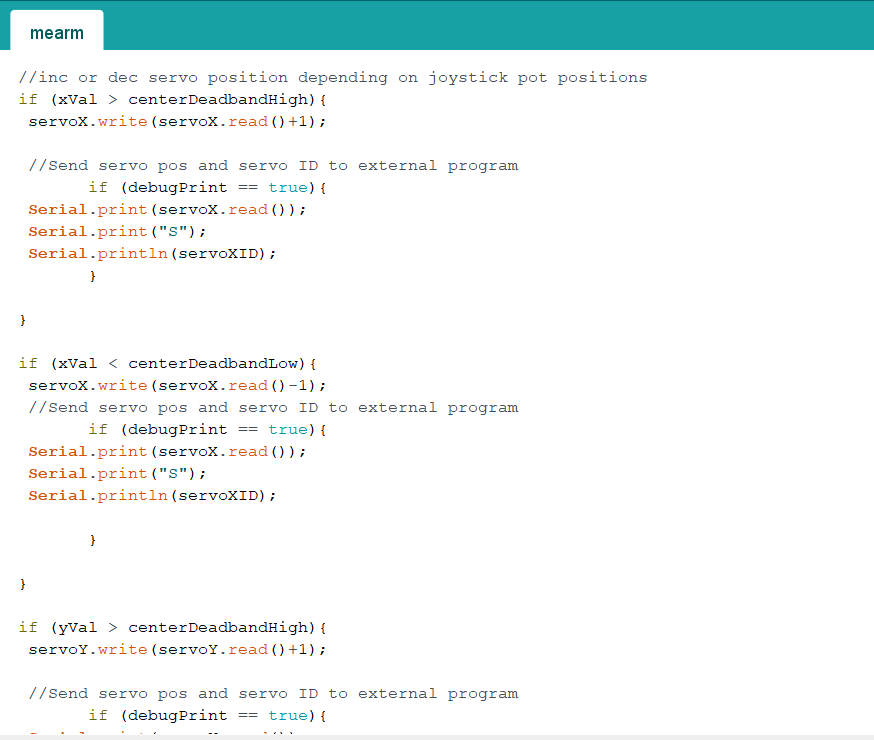 mearm
//inc or dec servo position depending on joystick pot positions
if (xVal > centerDeadbandHigh){
servoX.write(servoX.read()+1);
//Send servo pos and servo ID to external program
if (debugPrint == true){
Serial.print(servoX.read());
Serial.print("S");
Serial.println(servoXID);
}
}
if (xVal < centerDeadbandLow){
servoX.write(servoX.read()-1);
//Send servo pos and servo ID to external program
if (debugPrint == true){
Serial.print(servoX.read());
Serial.print("S");
Serial.println(servoXID);
}
}
if (yVal > centerDeadbandHigh){
servoY.write(servoY.read()+1);
//Send servo pos and servo ID to external program
if (debugPrint == true){